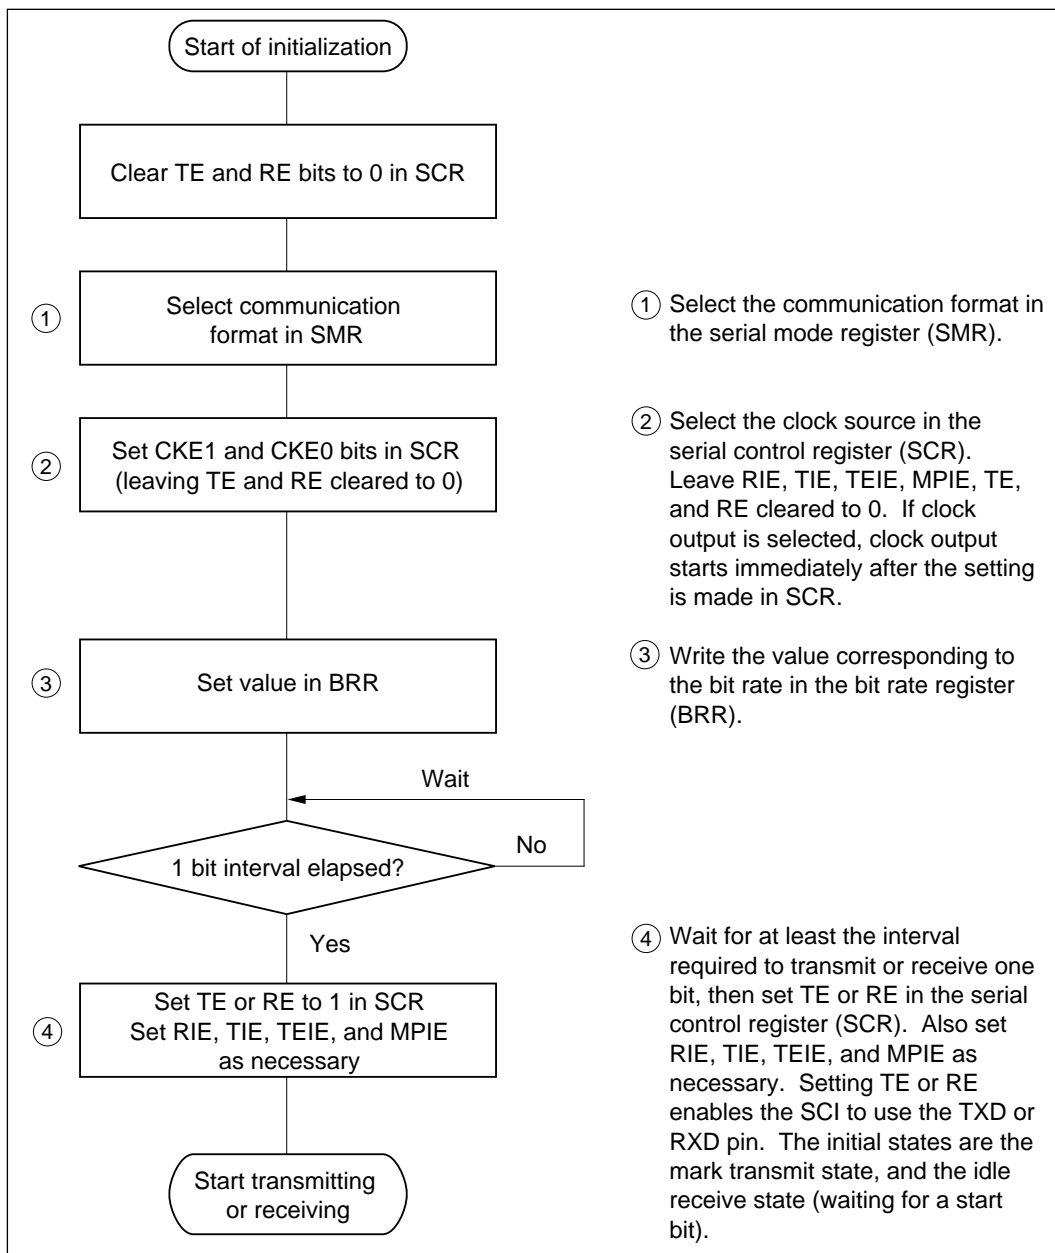 Start of initialization
Clear TE and RE bits to 0 in SCR
1
Select communication
format in SMR
1 Select the communication format in
the serial mode register (SMR).
2
Set CKE1 and CKE0 bits in SCR
(leaving TE and RE cleared to 0)
2 Select the clock source in the
serial control register (SCR).
Leave RIE, TIE, TEIE, MPIE, TE,
and RE cleared to 0.  If clock
output is selected, clock output
starts immediately after the setting
is made in SCR.
3
Set value in BRR
3 Write the value corresponding to
the bit rate in the bit rate register
(BRR).
Wait
1 bit interval elapsed?
No
Yes
4
Set TE or RE to 1 in SCR
Set RIE, TIE, TEIE, and MPIE
as necessary
4 Wait for at least the interval
required to transmit or receive one
bit, then set TE or RE in the serial
control register (SCR).  Also set
RIE, TIE, TEIE, and MPIE as
necessary.  Setting TE or RE
enables the SCI to use the TXD or
RXD pin.  The initial states are the
mark transmit state, and the idle
receive state (waiting for a start
bit).
Start transmitting
or receiving